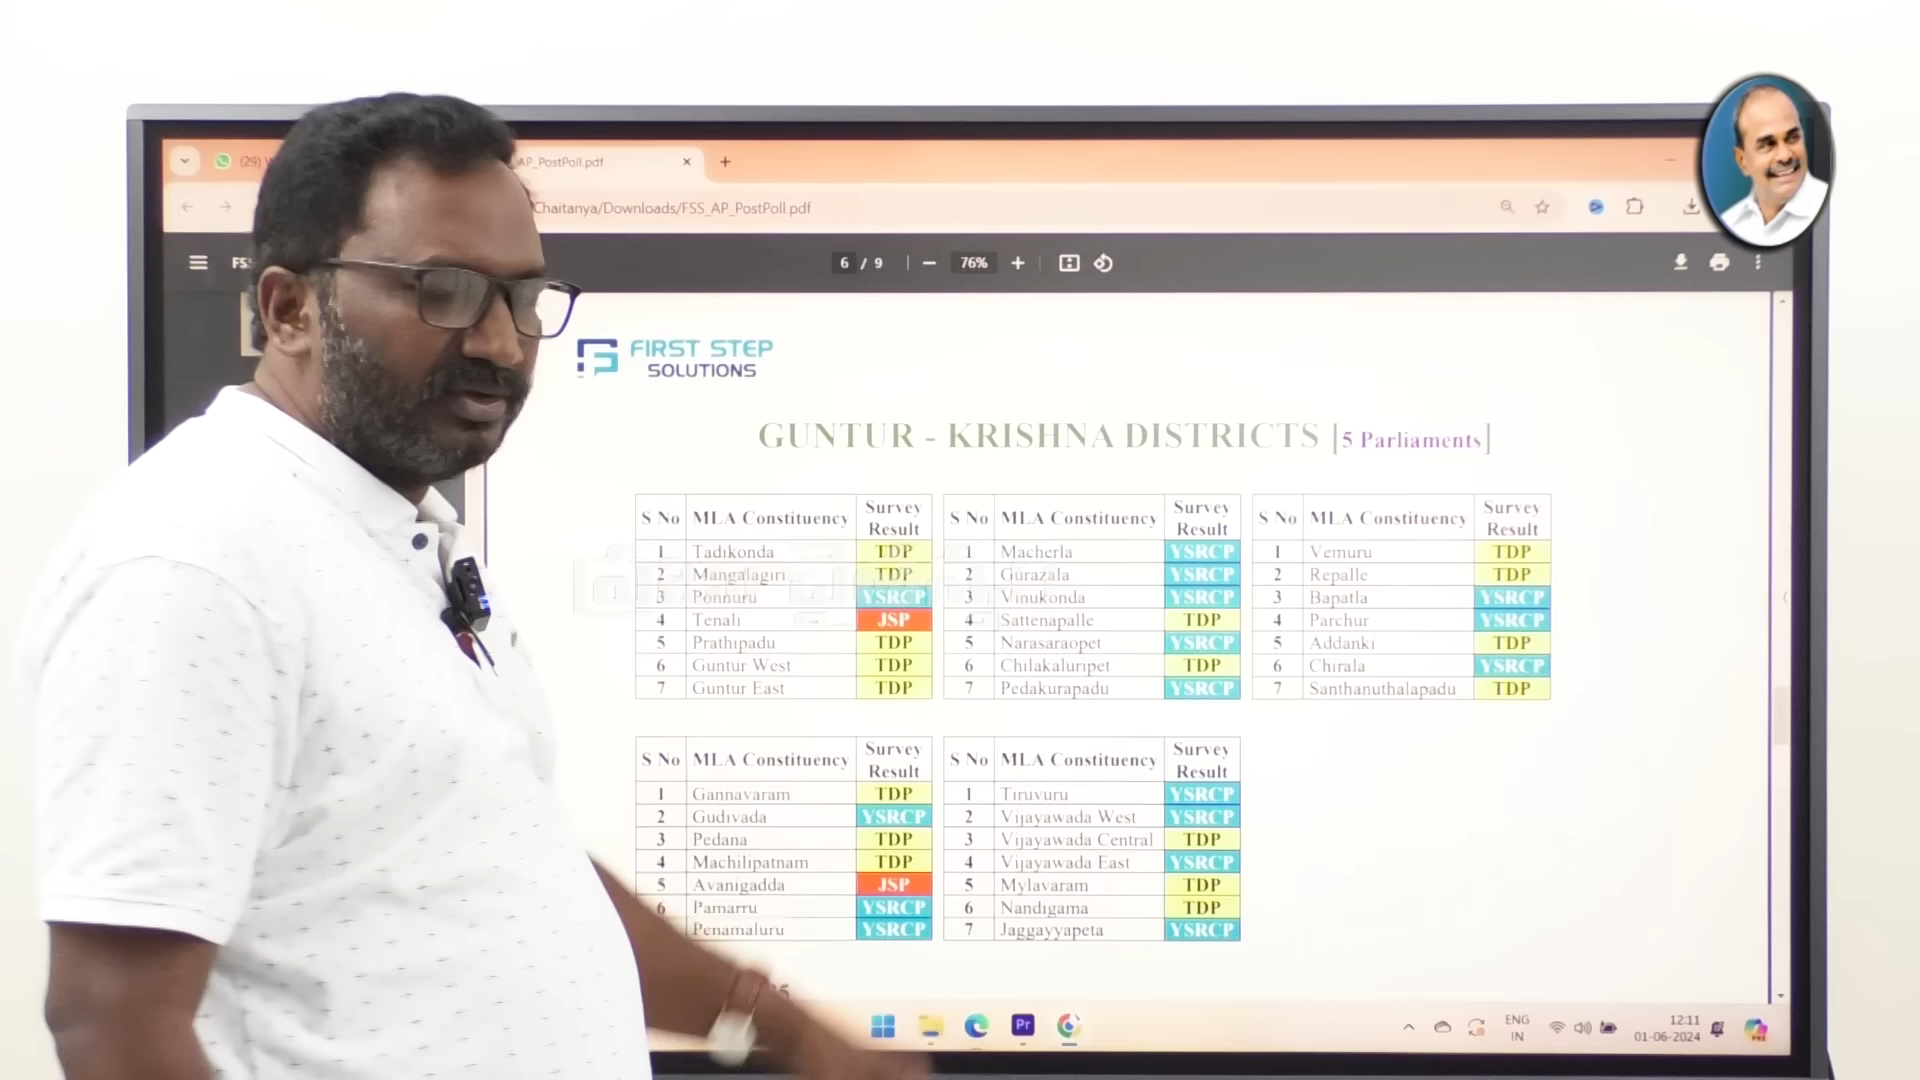 (29)
AP_PostPoll.pdf
Chaitanya/Downloads/FSS_AP_PostPoll.pdf
FS
6 / 9
76%
FIRST STEP
SOLUTIONS
GUNTUR - KRISHNA DISTRICTS [5 Parliaments]
S No MLA Constituency Survey Result
1 Tadikonda TDP
2 Mangalagiri TDP
3 Ponnuru YSRCP
4 Tenali JSP
5 Prathipadu TDP
6 Guntur West TDP
7 Guntur East TDP
S No MLA Constituency Survey Result
1 Macherla YSRCP
2 Gurazala YSRCP
3 Vinukonda YSRCP
4 Sattenapalle TDP
5 Narasaraopet YSRCP
6 Chilakaluripet TDP
7 Pedakurapadu YSRCP
S No MLA Constituency Survey Result
1 Vemuru TDP
2 Repalle TDP
3 Bapatla YSRCP
4 Parchur YSRCP
5 Addanki TDP
6 Chirala YSRCP
7 Santhanuthalapadu TDP
S No MLA Constituency Survey Result
1 Gannavaram TDP
2 Gudivada YSRCP
3 Pedana TDP
4 Machilipatnam TDP
5 Avanigadda JSP
6 Pamarru YSRCP
Penamaluru YSRCP
S No MLA Constituency Survey Result
1 Tiruvuru YSRCP
2 Vijayawada West YSRCP
3 Vijayawada Central TDP
4 Vijayawada East YSRCP
5 Mylavaram TDP
6 Nandigama TDP
7 Jaggayyapeta YSRCP
Pr
ENG
IN
12:11
01-06-2024